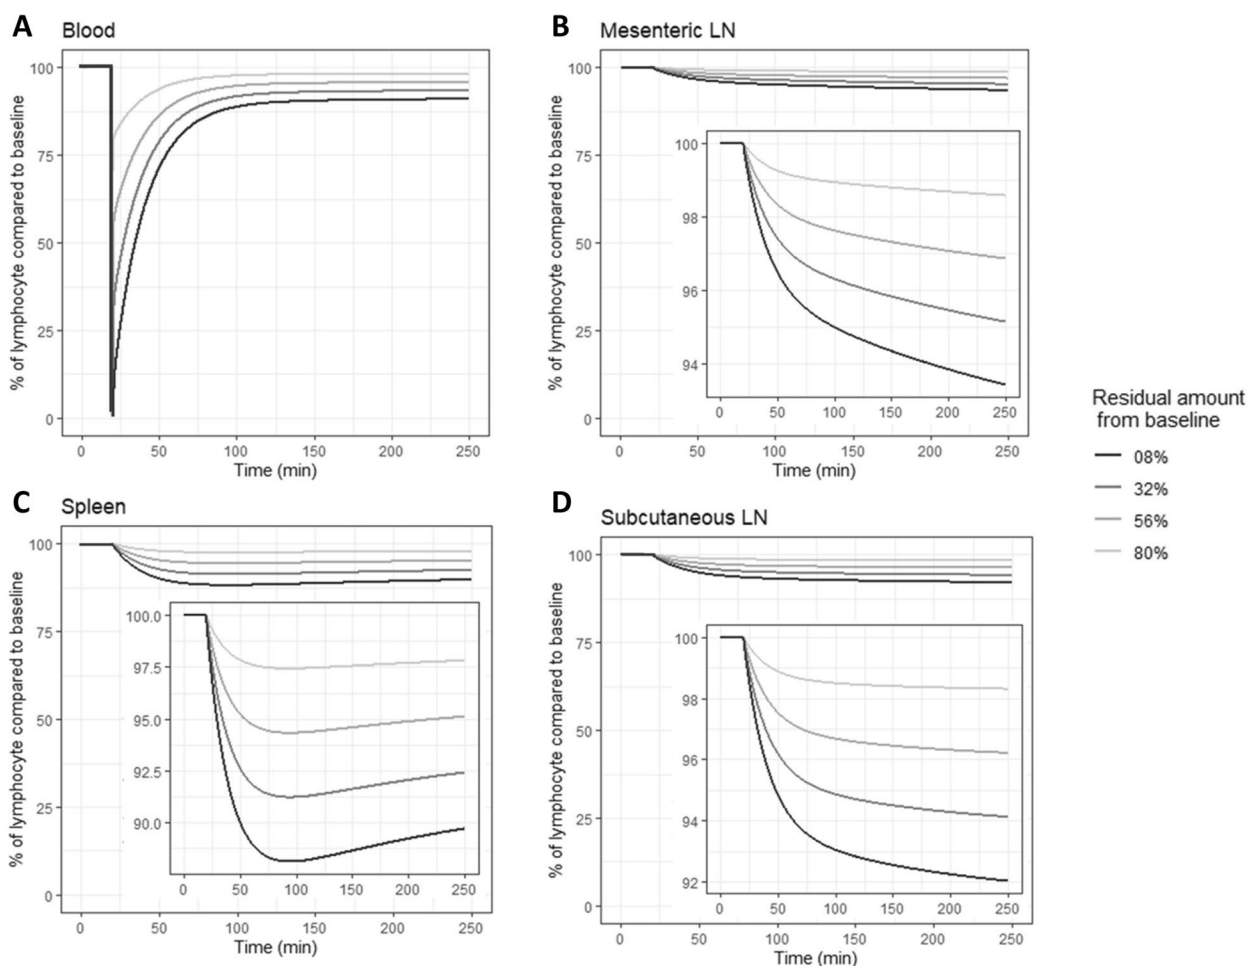 A
Blood
% of lymphocyte compared to baseline
100
75
50
25
0
0 50 100 150 200 250
Time (min)
B
Mesenteric LN
% of lymphocyte compared to baseline
100
75
50
25
0
100
98
96
94
0 50 100 150 200 250
0 50 100 150 200 250
Time (min)
Residual amount
from baseline
08%
32%
56%
80%
C
Spleen
% of lymphocyte compared to baseline
100
75
50
25
0
100.0
97.5
95.0
92.5
90.0
0 50 100 150 200 250
0 50 100 150 200 250
Time (min)
D
Subcutaneous LN
% of lymphocyte compared to baseline
100
75
50
25
0
100
98
96
94
92
0 50 100 150 200 250
0 50 100 150 200 250
Time (min)